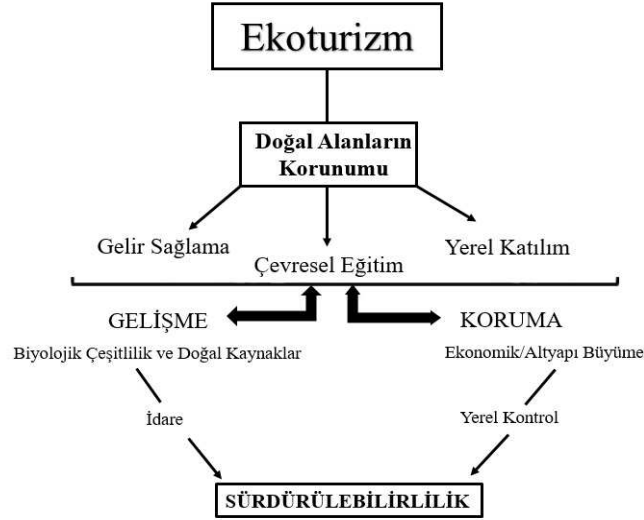 Ekoturizm
Doğal Alanların
Korunumu
Gelir Sağlama
Çevresel Eğitim
Yerel Katılım
GELİŞME
KORUMA
Biyolojik Çeşitlilik ve Doğal Kaynaklar
Ekonomik/Altyapı Büyüme
İdare
Yerel Kontrol
SÜRDÜRÜLEBİLİRLİLİK